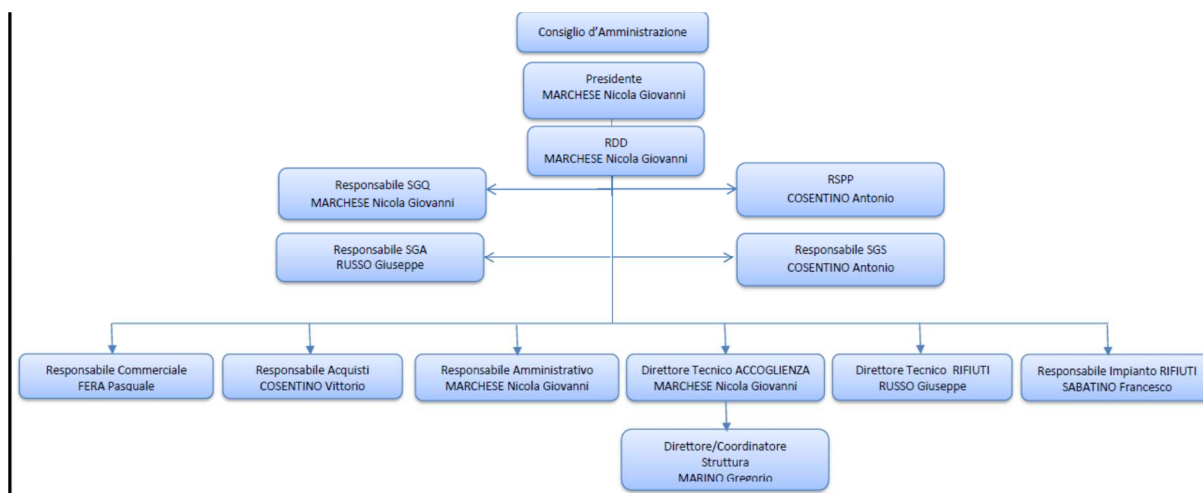 Consiglio d'Amministrazione
Presidente
MARCHESE Nicola Giovanni
RDD
MARCHESE Nicola Giovanni
Responsabile SGQ
MARCHESE Nicola Giovanni
RSPP
COSENTINO Antonio
Responsabile SGA
RUSSO Giuseppe
Responsabile SGS
COSENTINO Antonio
Responsabile Commerciale
FERA Pasquale
Responsabile Acquisti
COSENTINO Vittorio
Responsabile Amministrativo
MARCHESE Nicola Giovanni
Direttore Tecnico ACCOGLIENZA
MARCHESE Nicola Giovanni
Direttore Tecnico RIFIUTI
RUSSO Giuseppe
Responsabile Impianto RIFIUTI
SABATINO Francesco
Direttore/Coordinatore
Struttura
MARINO Gregorio